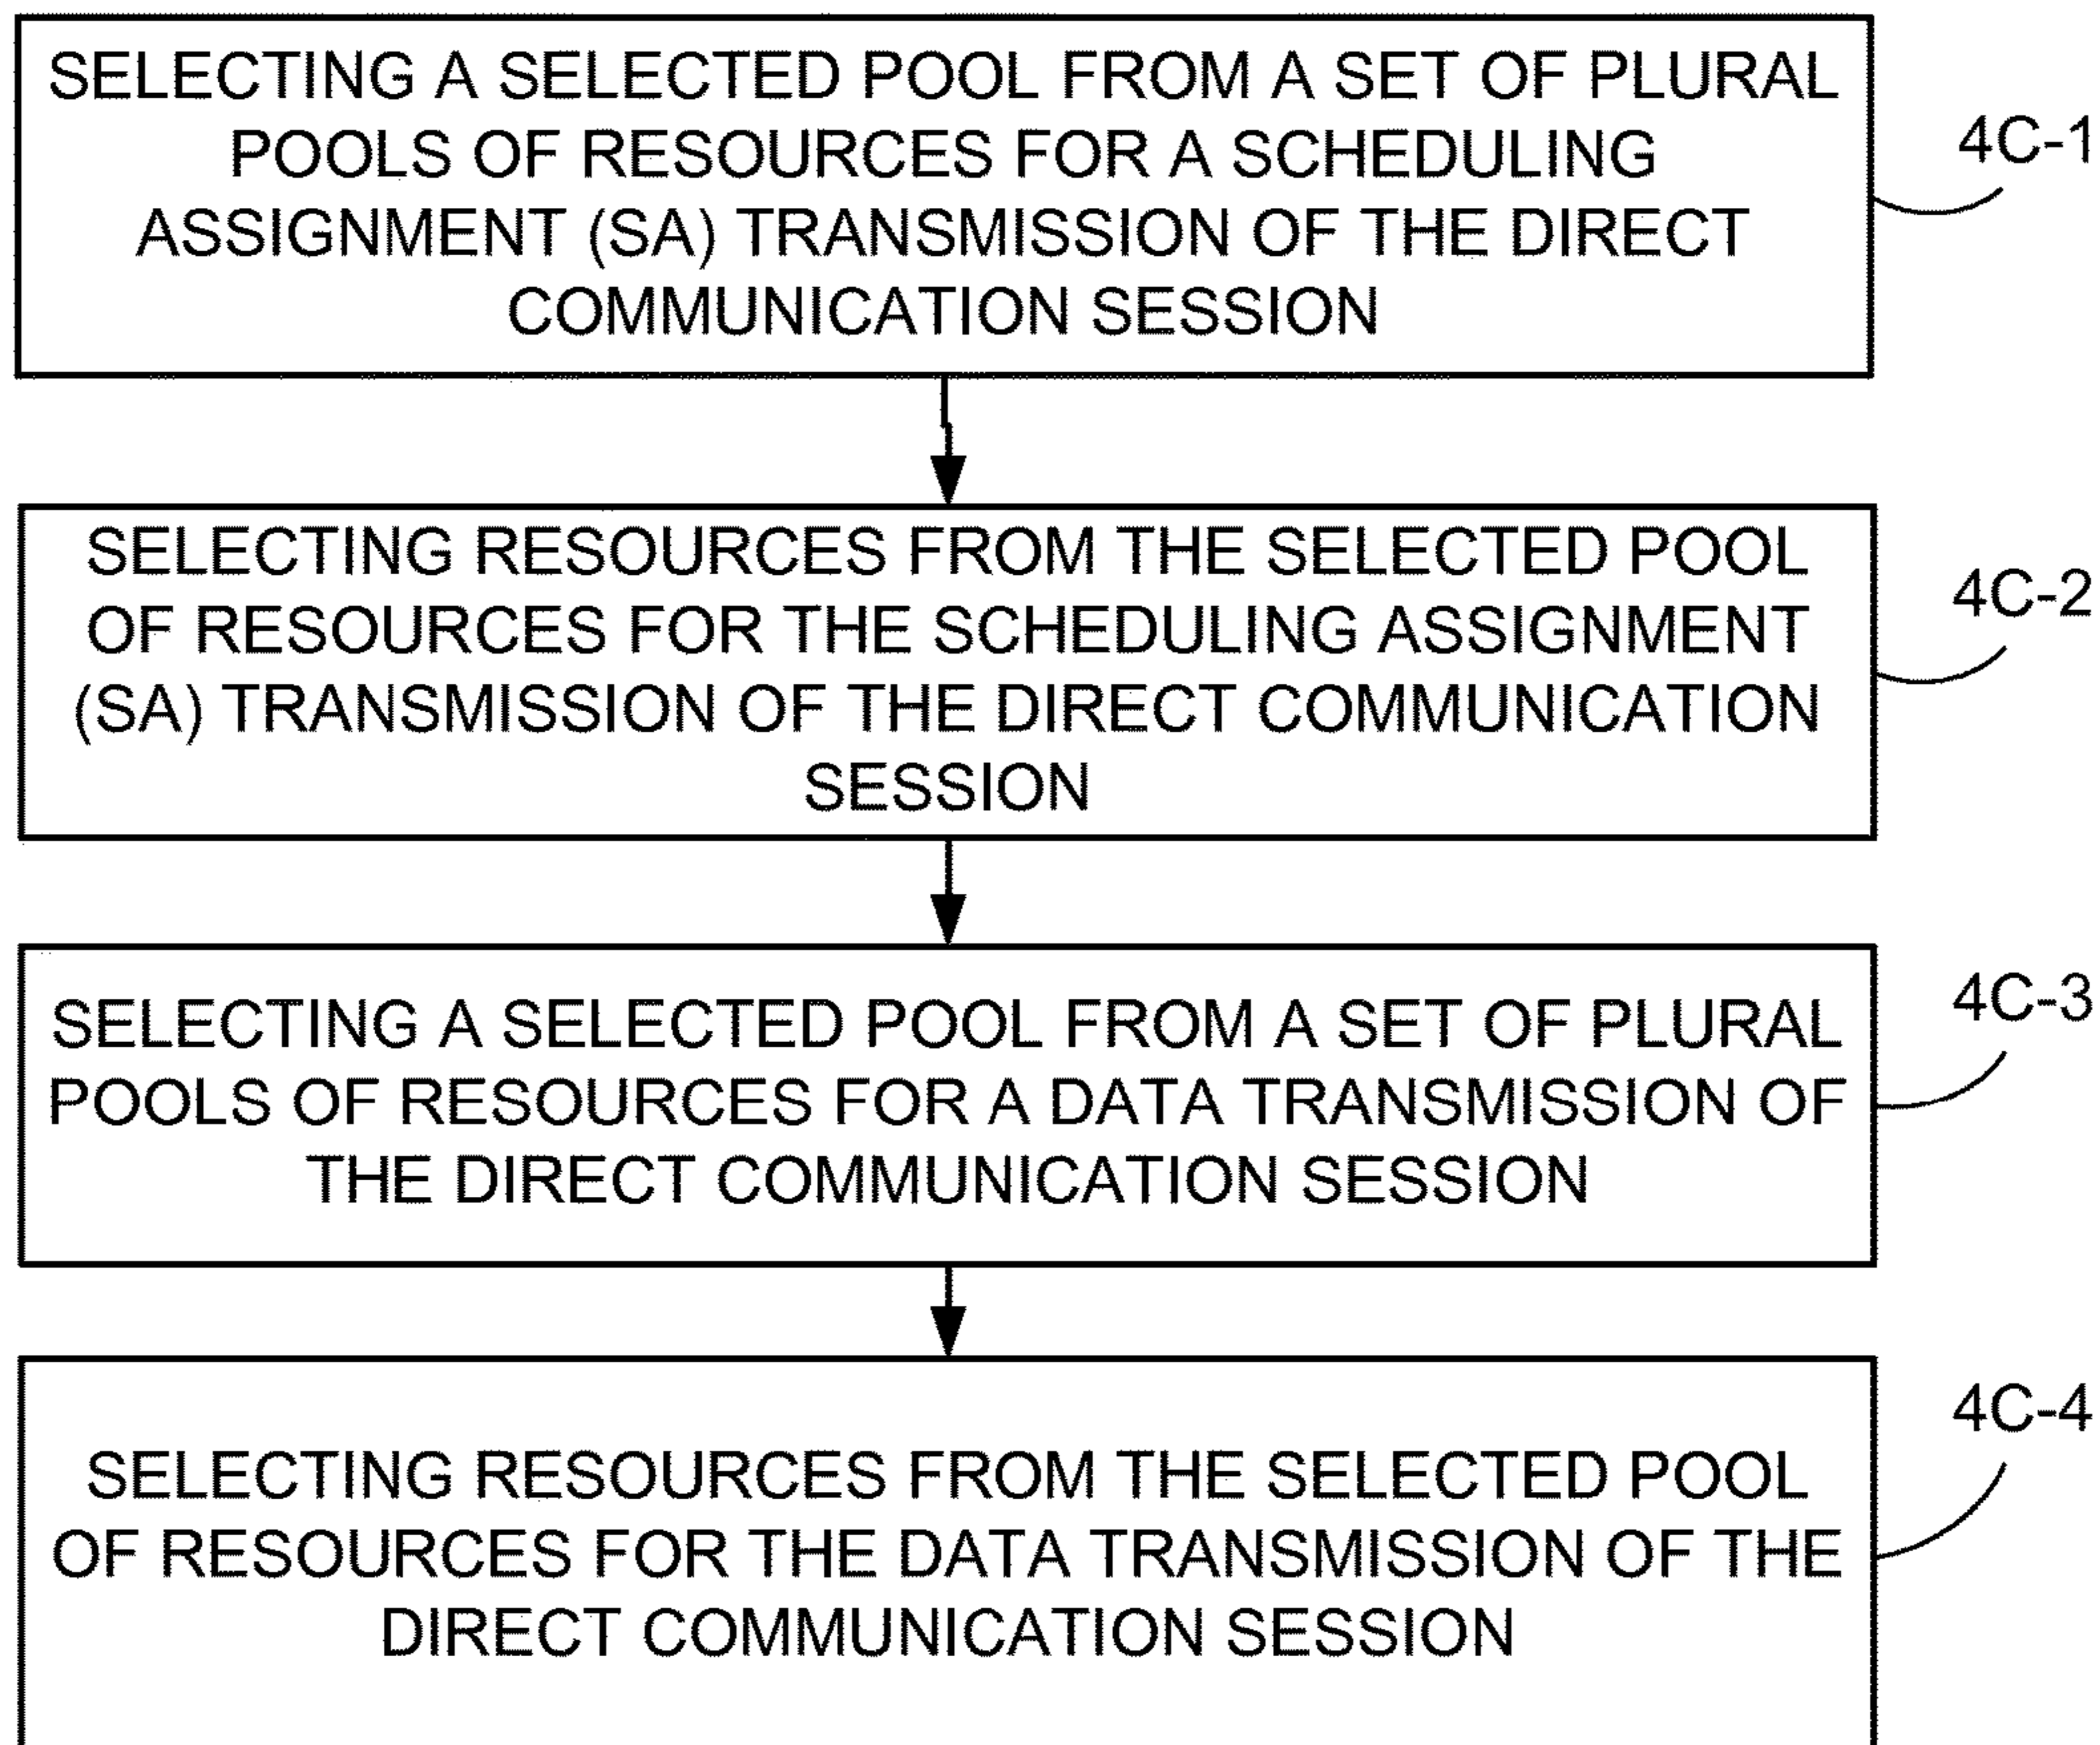 SELECTING A SELECTED POOL FROM A SET OF PLURAL
POOLS OF RESOURCES FOR A SCHEDULING
ASSIGNMENT (SA) TRANSMISSION OF THE DIRECT
COMMUNICATION SESSION
4C-1
SELECTING RESOURCES FROM THE SELECTED POOL
OF RESOURCES FOR THE SCHEDULING ASSIGNMENT
(SA) TRANSMISSION OF THE DIRECT COMMUNICATION
SESSION
4C-2
SELECTING A SELECTED POOL FROM A SET OF PLURAL
POOLS OF RESOURCES FOR A DATA TRANSMISSION OF
THE DIRECT COMMUNICATION SESSION
4C-3
SELECTING RESOURCES FROM THE SELECTED POOL
OF RESOURCES FOR THE DATA TRANSMISSION OF THE
DIRECT COMMUNICATION SESSION
4C-4